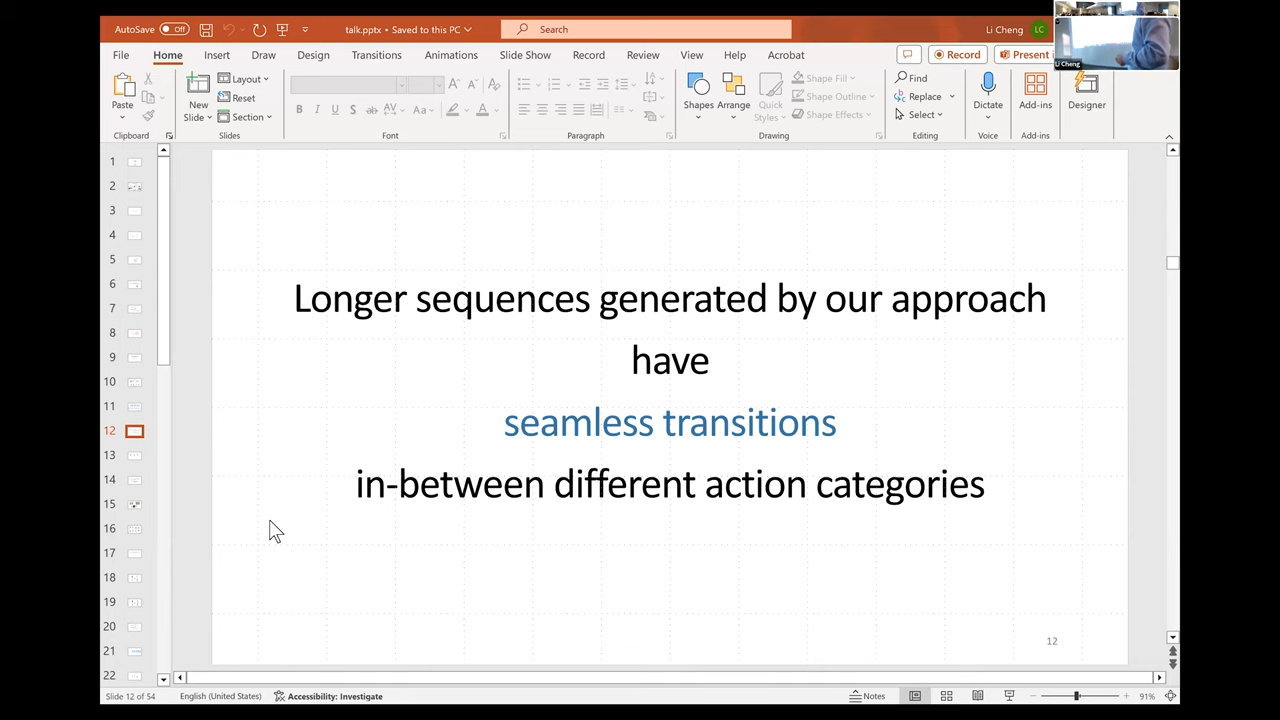 AutoSave Off talk.pptx • Saved to this PC Search Li Cheng LC
Li Cheng
File Home Insert Draw Design Transitions Animations Slide Show Record Review View Help Acrobat Record Present i
Paste New Slide Layout Reset Section B I U S ab AV Aa A A A Shapes Arrange Quick Styles Shape Fill Shape Outline Shape Effects Find Replace Select Dictate Add-ins Designer
Clipboard Slides Font Paragraph Drawing Editing Voice Add-ins
1
2
3
4
5
6
7
8
9
10
11
12
13
14
15
16
17
18
19
20
21
22
Longer sequences generated by our approach
have
seamless transitions
in-between different action categories
12
Slide 12 of 54 English (United States) Accessibility: Investigate Notes 91%